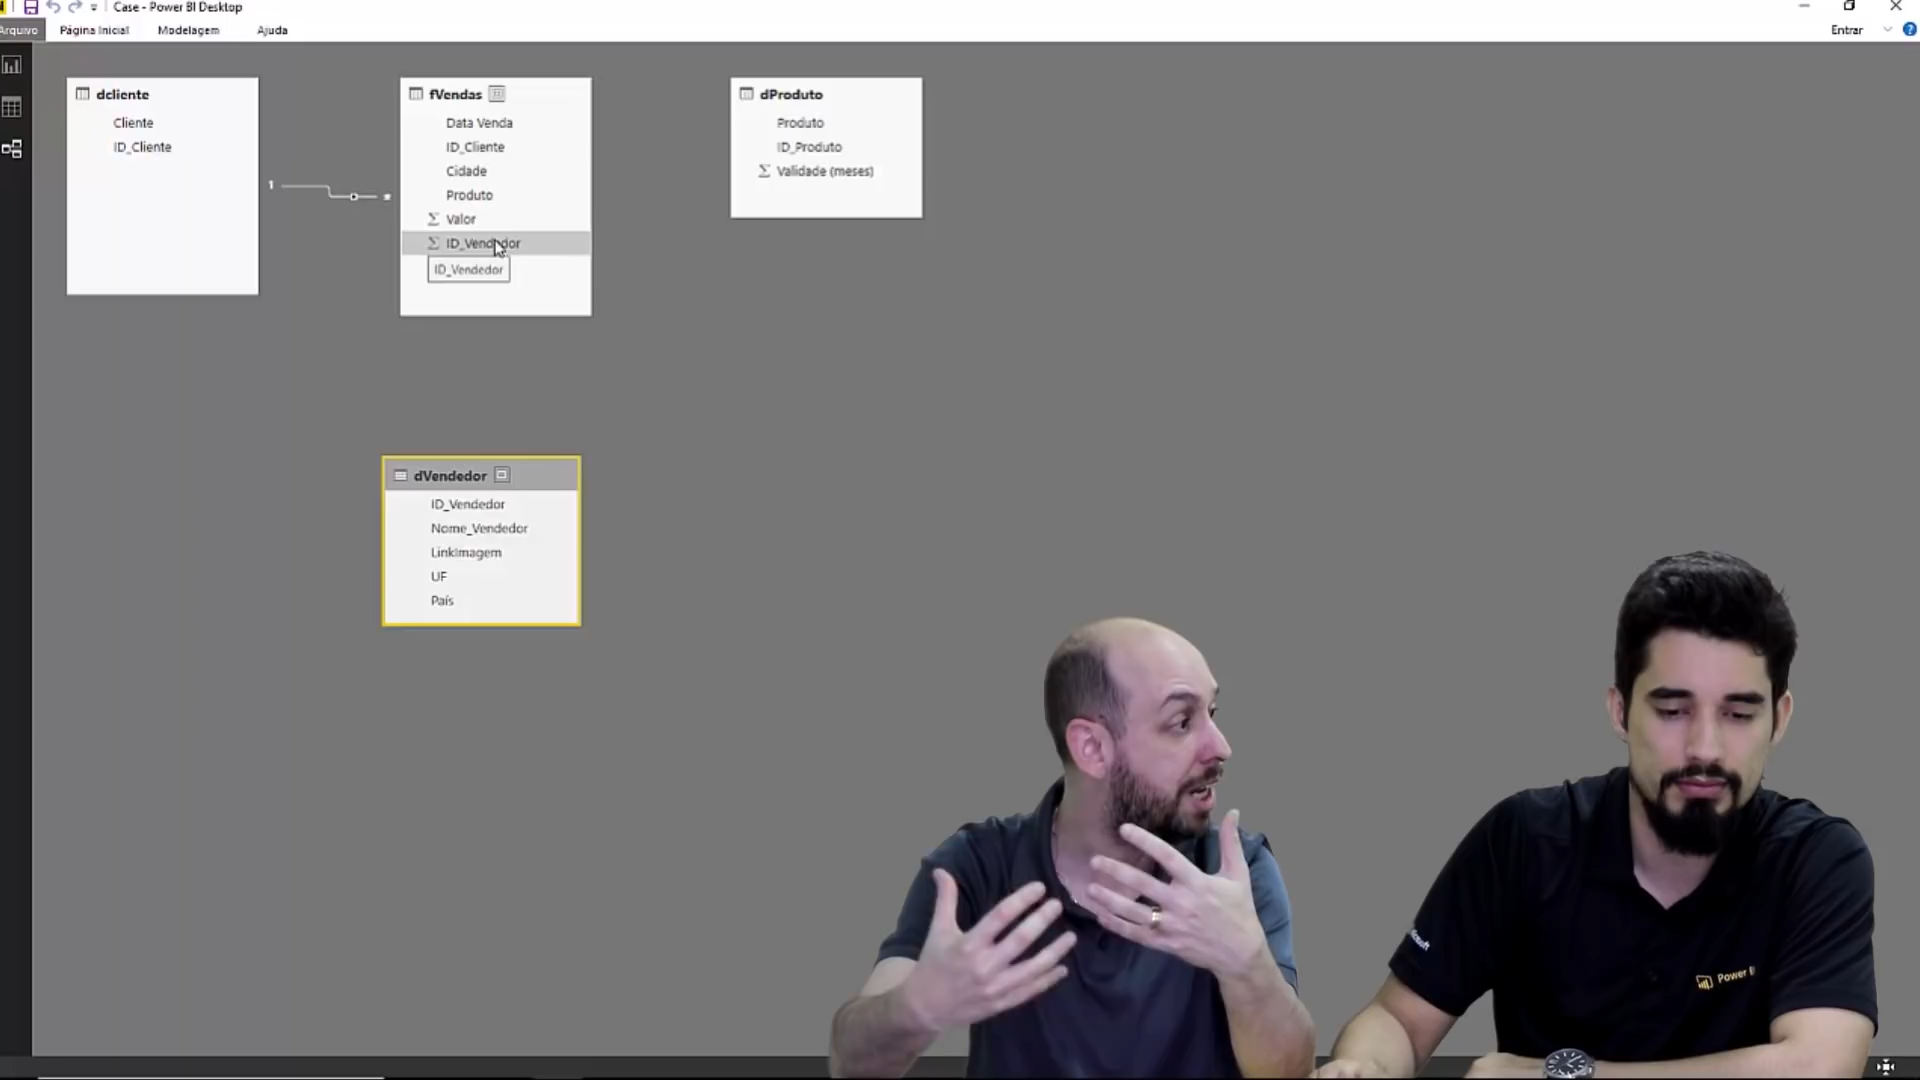 Case - Power BI Desktop
Arquivo Página Inicial Modelagem Ajuda Entrar
dcliente
Cliente
ID_Cliente
1
*
fVendas
Data Venda
ID_Cliente
Cidade
Produto
Σ Valor
Σ ID_Vendedor
ID_Vendedor
dProduto
Produto
ID_Produto
Σ Validade (meses)
dVendedor
ID_Vendedor
Nome_Vendedor
LinkImagem
UF
País
Power B